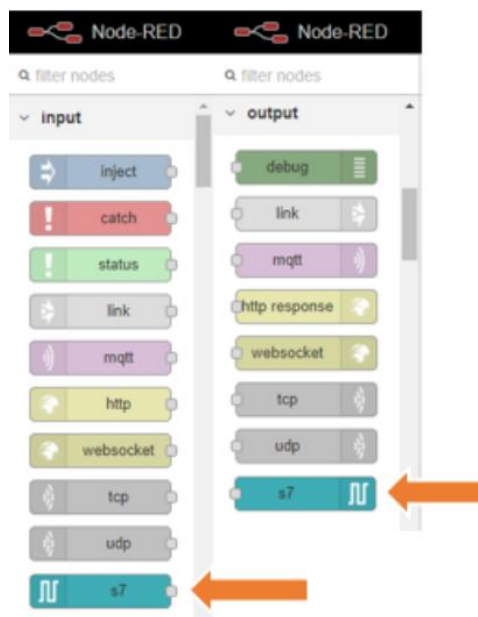 Node-RED
filter nodes
input
inject
catch
status
link
mqtt
http
websocket
tcp
udp
s7
Node-RED
filter nodes
output
debug
link
mqtt
http response
websocket
tcp
udp
s7